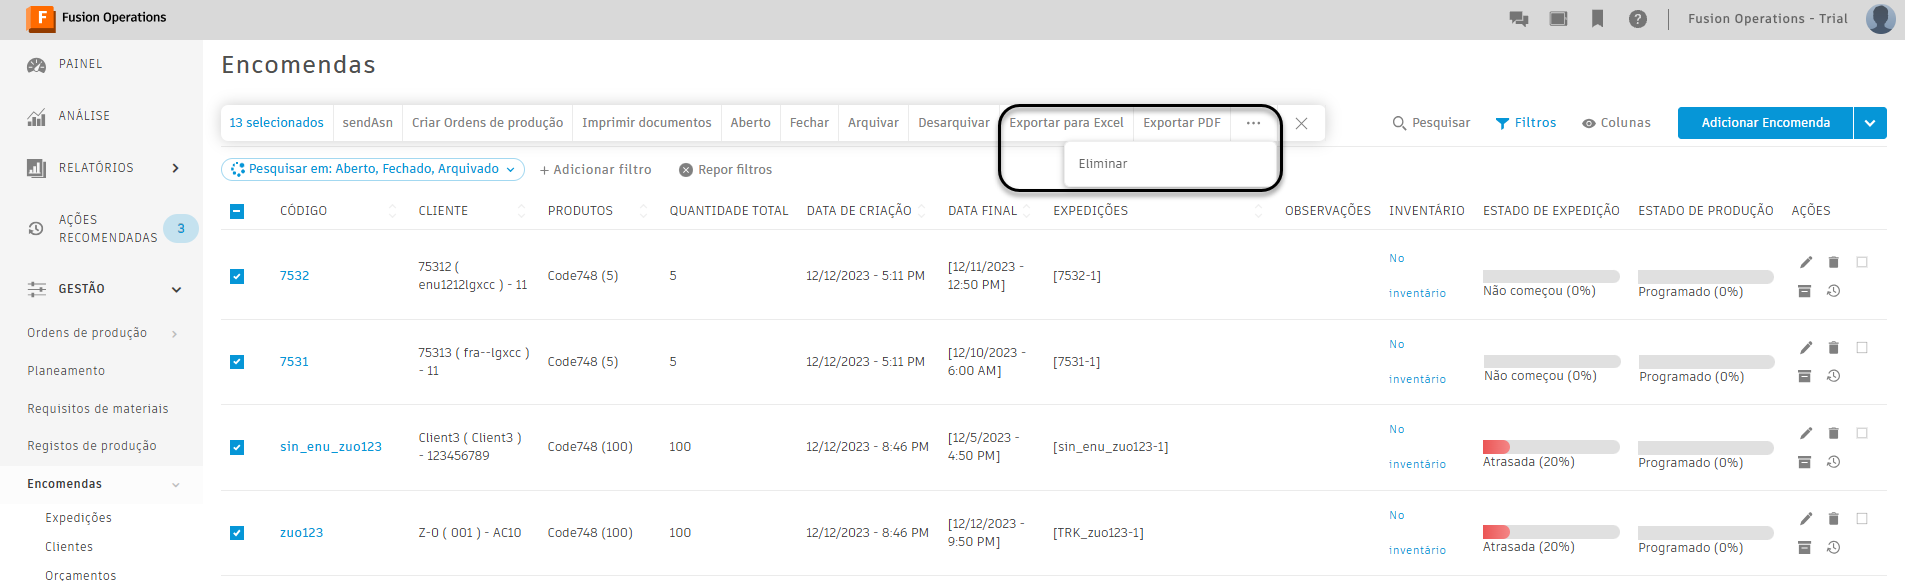 F Fusion Operations
? Fusion Operations - Trial
PAINEL
ANÁLISE
RELATÓRIOS
AÇÕES
RECOMENDADAS 3
GESTÃO
Ordens de produção
Planeamento
Requisitos de materiais
Registos de produção
Encomendas
Expedições
Clientes
Orçamentos
Encomendas
13 selecionados sendAsn Criar Ordens de produção Imprimir documentos Aberto Fechar Arquivar Desarquivar Exportar para Excel Exportar PDF ...
Eliminar
Pesquisar Filtros Colunas Adicionar Encomenda
Pesquisar em: Aberto, Fechado, Arquivado + Adicionar filtro Repor filtros
CÓDIGO CLIENTE PRODUTOS QUANTIDADE TOTAL DATA DE CRIAÇÃO DATA FINAL EXPEDIÇÕES OBSERVAÇÕES INVENTÁRIO ESTADO DE EXPEDIÇÃO ESTADO DE PRODUÇÃO AÇÕES
7532
75312 (
enu1212lgxcc ) - 11
Code748 (5)
5
12/12/2023 - 5:11 PM
[12/11/2023 -
12:50 PM]
[7532-1]
No
inventário
Não começou (0%)
Programado (0%)
7531
75313 ( fra--lgxcc )
- 11
Code748 (5)
5
12/12/2023 - 5:11 PM
[12/10/2023 -
6:00 AM]
[7531-1]
No
inventário
Não começou (0%)
Programado (0%)
sin_enu_zuo123
Client3 ( Client3 )
- 123456789
Code748 (100)
100
12/12/2023 - 8:46 PM
[12/5/2023 -
4:50 PM]
[sin_enu_zuo123-1]
No
inventário
Atrasada (20%)
Programado (0%)
zuo123
Z-0 ( 001 ) - AC10
Code748 (100)
100
12/12/2023 - 8:46 PM
[12/12/2023 -
9:50 PM]
[TRK_zuo123-1]
No
inventário
Atrasada (20%)
Programado (0%)